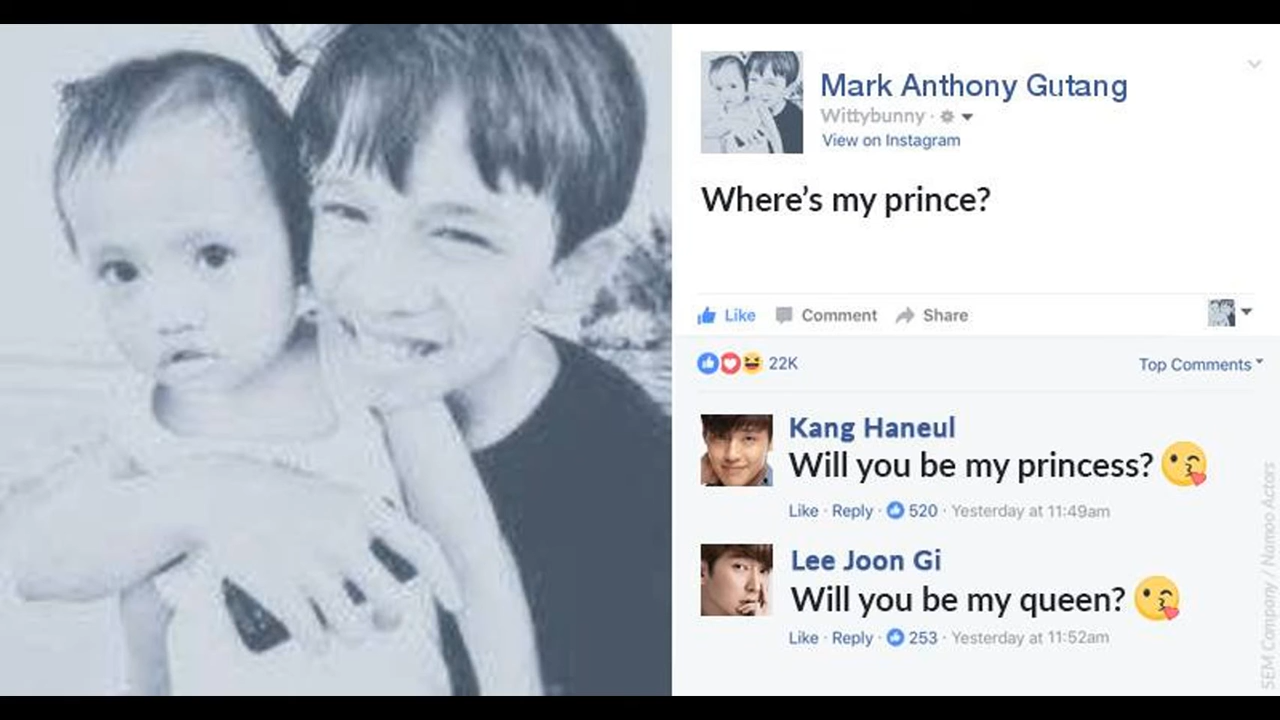 Mark Anthony Gutang
Wittybunny ·
View on Instagram
Where's my prince?
Like Comment Share
22K
Top Comments
Kang Haneul
Will you be my princess?
Like · Reply · 520 · Yesterday at 11:49am
Lee Joon Gi
Will you be my queen?
Like · Reply · 253 · Yesterday at 11:52am
SEM Company / Namoo Actors